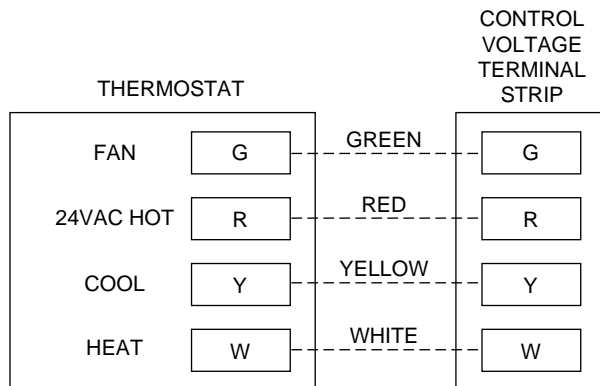 CONTROL
VOLTAGE
TERMINAL
STRIP
THERMOSTAT
FAN G GREEN G
24VAC HOT R RED R
COOL Y YELLOW Y
HEAT W WHITE W